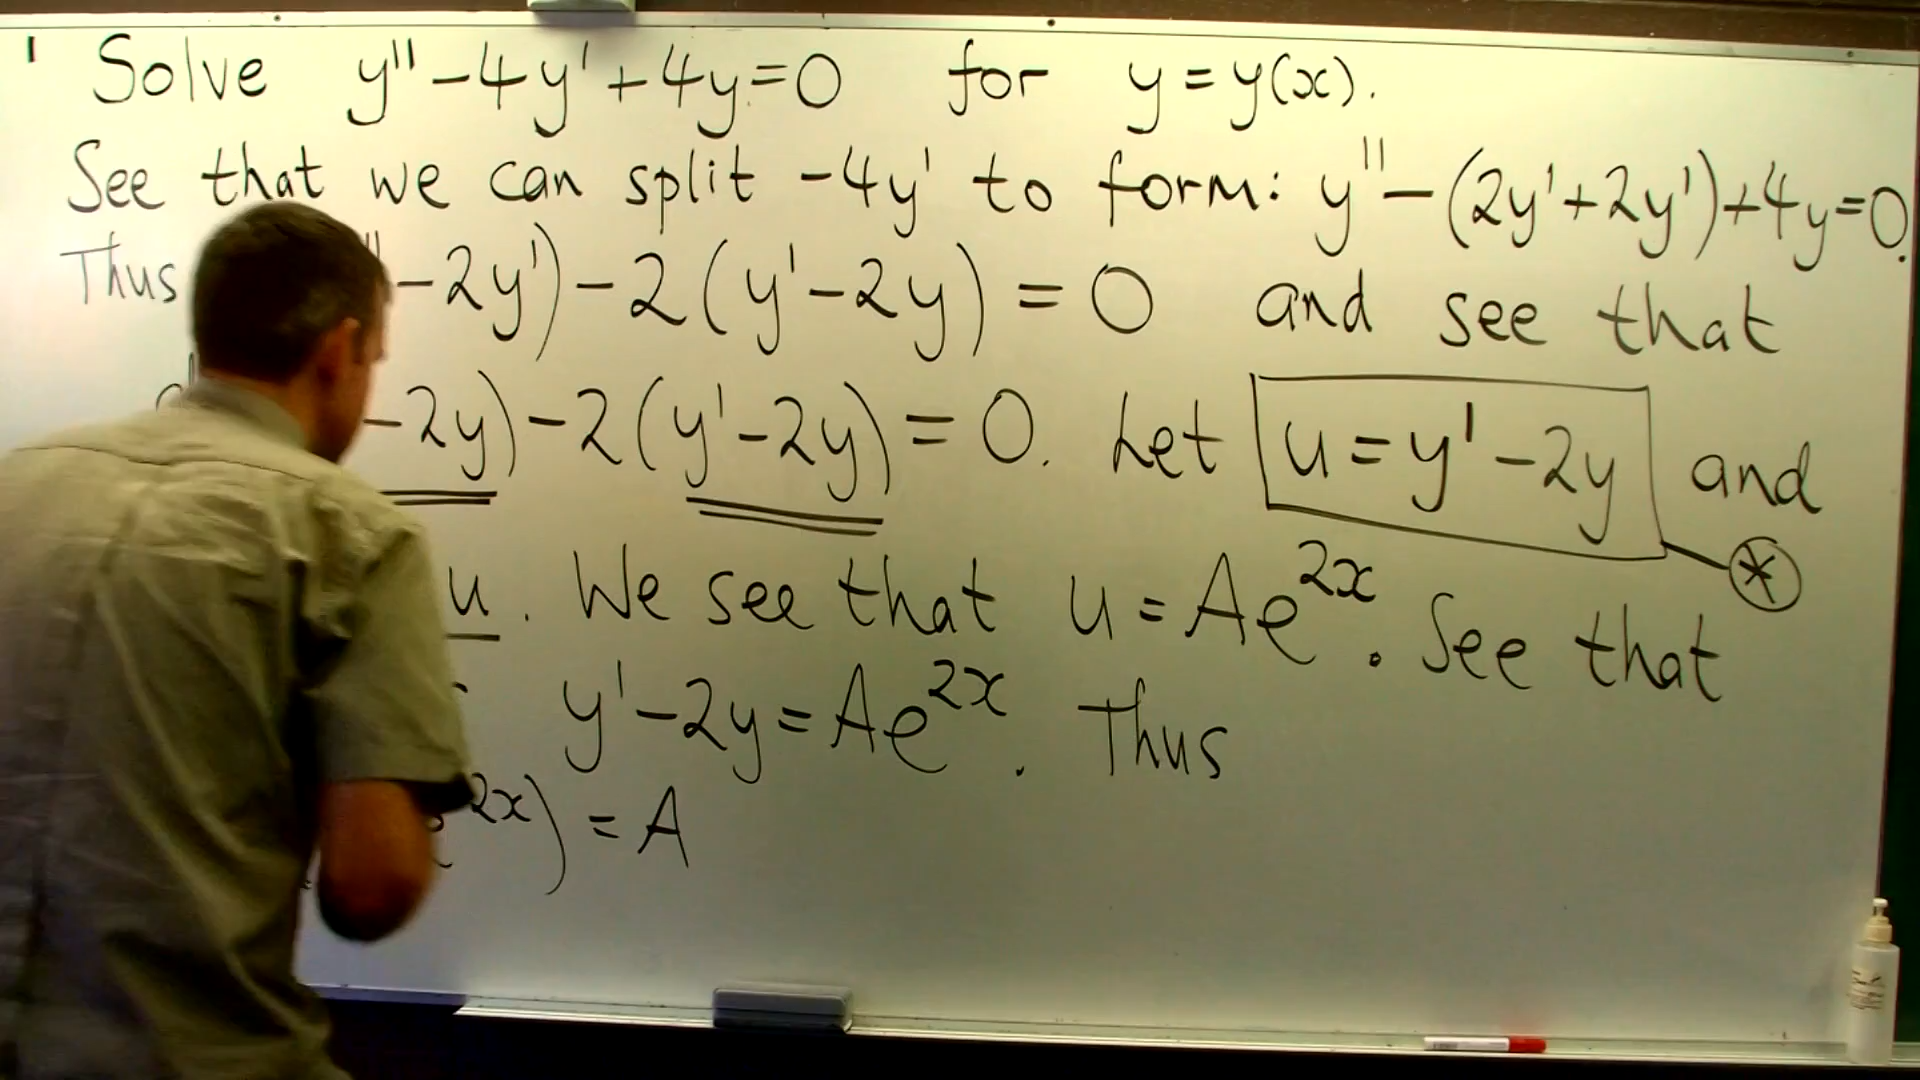 Solve y'' - 4y' + 4y = 0 for y = y(x).
See that we can split -4y' to form: y'' - (2y' + 2y') + 4y = 0.
Thus '' - 2y') - 2(y' - 2y) = 0 and see that
- 2y) - 2(y' - 2y) = 0. Let u = y' - 2y and
u. We see that u = Ae^{2x}. See that
y' - 2y = Ae^{2x}. Thus
2x) = A